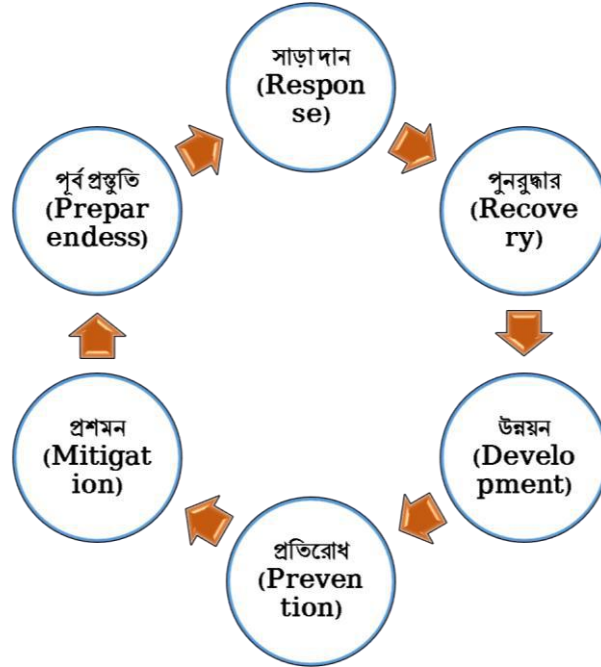 সাড়া দান
(Respon
se)
পুনরুদ্ধার
(Recove
ry)
উন্নয়ন
(Develo
pment)
প্রতিরোধ
(Preven
tion)
প্রশমন
(Mitigat
ion)
পূর্ব প্রস্তুতি
(Prepar
endess)